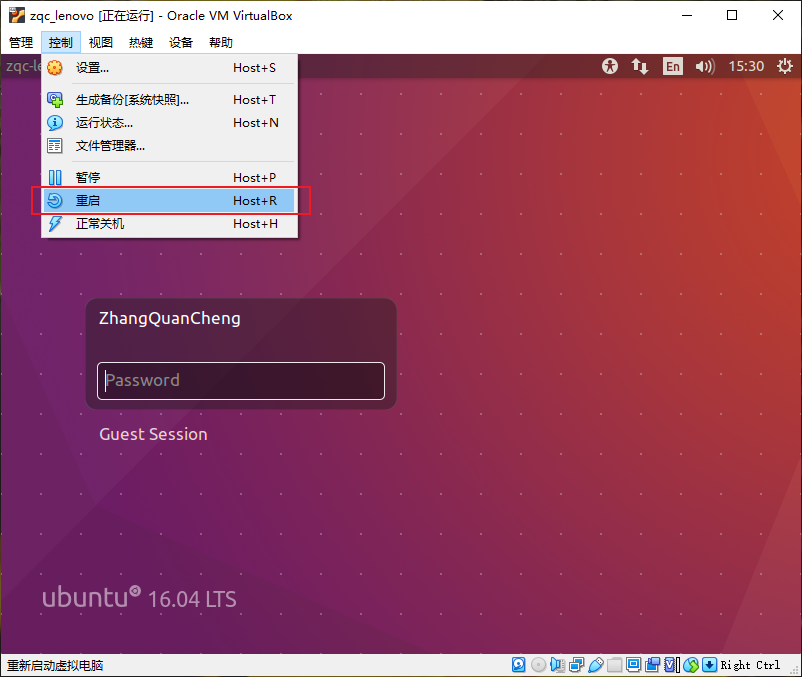 zqc_lenovo [正在运行] - Oracle VM VirtualBox
管理 控制 视图 热键 设备 帮助
zqc-le
En 15:30
设置... Host+S
生成备份[系统快照]... Host+T
运行状态... Host+N
文件管理器...
暂停 Host+P
重启 Host+R
正常关机 Host+H
ZhangQuanCheng
Password
Guest Session
ubuntu® 16.04 LTS
重新启动虚拟电脑 Right Ctrl